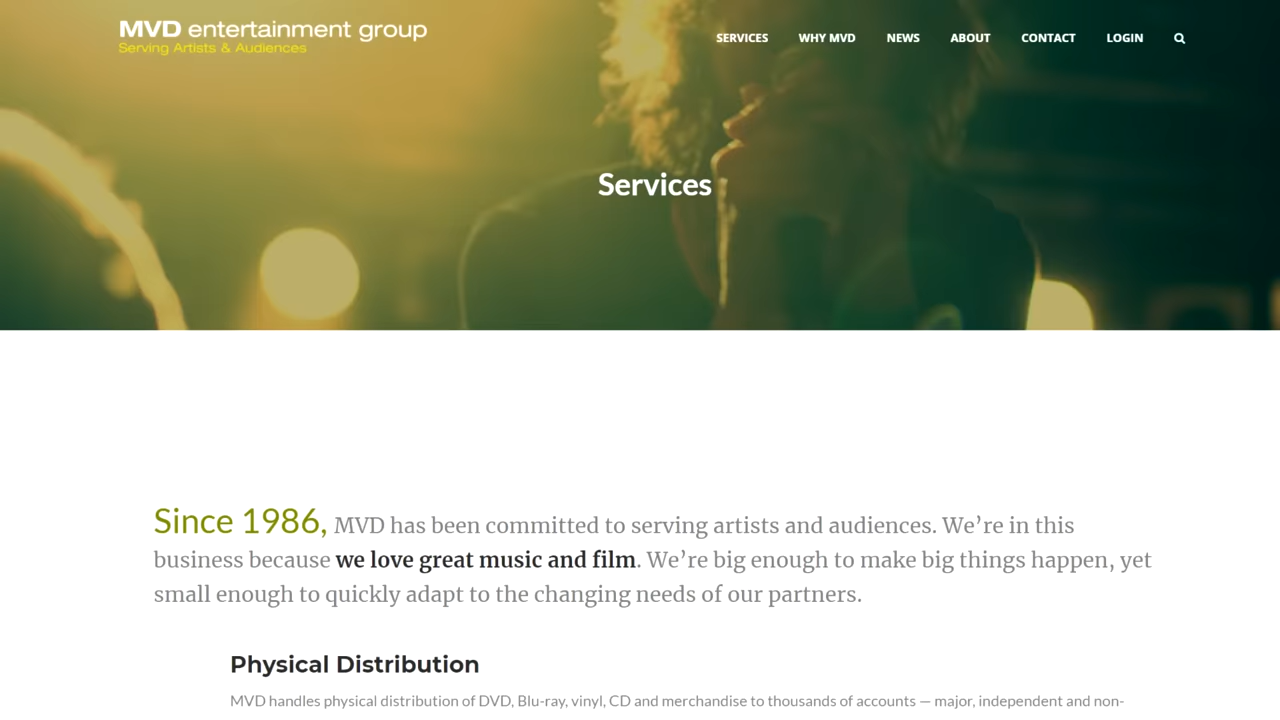 MVD entertainment group
Serving Artists & Audiences
SERVICES WHY MVD NEWS ABOUT CONTACT LOGIN
Services
Since 1986, MVD has been committed to serving artists and audiences. We’re in this
business because we love great music and film. We’re big enough to make big things happen, yet
small enough to quickly adapt to the changing needs of our partners.
Physical Distribution
MVD handles physical distribution of DVD, Blu-ray, vinyl, CD and merchandise to thousands of accounts — major, independent and non-